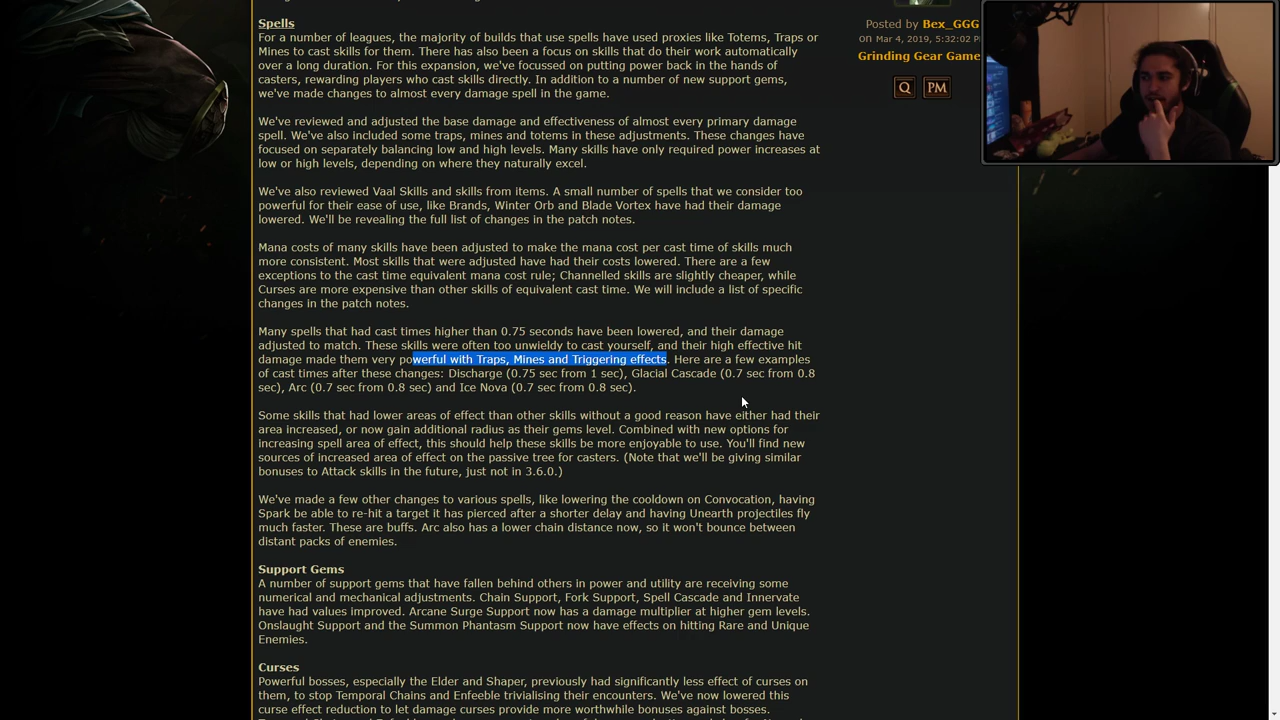 Spells
For a number of leagues, the majority of builds that use spells have used proxies like Totems, Traps or
Mines to cast skills for them. There has also been a focus on skills that do their work automatically
over a long duration. For this expansion, we've focussed on putting power back in the hands of
casters, rewarding players who cast skills directly. In addition to a number of new support gems,
we've made changes to almost every damage spell in the game.
We've reviewed and adjusted the base damage and effectiveness of almost every primary damage
spell. We've also included some traps, mines and totems in these adjustments. These changes have
focused on separately balancing low and high levels. Many skills have only required power increases at
low or high levels, depending on where they naturally excel.
We've also reviewed Vaal Skills and skills from items. A small number of spells that we consider too
powerful for their ease of use, like Brands, Winter Orb and Blade Vortex have had their damage
lowered. We'll be revealing the full list of changes in the patch notes.
Mana costs of many skills have been adjusted to make the mana cost per cast time of skills much
more consistent. Most skills that were adjusted have had their costs lowered. There are a few
exceptions to the cast time equivalent mana cost rule; Channelled skills are slightly cheaper, while
Curses are more expensive than other skills of equivalent cast time. We will include a list of specific
changes in the patch notes.
Many spells that had cast times higher than 0.75 seconds have been lowered, and their damage
adjusted to match. These skills were often too unwieldy to cast yourself, and their high effective hit
damage made them very powerful with Traps, Mines and Triggering effects. Here are a few examples
of cast times after these changes: Discharge (0.75 sec from 1 sec), Glacial Cascade (0.7 sec from 0.8
sec), Arc (0.7 sec from 0.8 sec) and Ice Nova (0.7 sec from 0.8 sec).
Some skills that had lower areas of effect than other skills without a good reason have either had their
area increased, or now gain additional radius as their gems level. Combined with new options for
increasing spell area of effect, this should help these skills be more enjoyable to use. You'll find new
sources of increased area of effect on the passive tree for casters. (Note that we'll be giving similar
bonuses to Attack skills in the future, just not in 3.6.0.)
We've made a few other changes to various spells, like lowering the cooldown on Convocation, having
Spark be able to re-hit a target it has pierced after a shorter delay and having Unearth projectiles fly
much faster. These are buffs. Arc also has a lower chain distance now, so it won't bounce between
distant packs of enemies.
Support Gems
A number of support gems that have fallen behind others in power and utility are receiving some
numerical and mechanical adjustments. Chain Support, Fork Support, Spell Cascade and Innervate
have had values improved. Arcane Surge Support now has a damage multiplier at higher gem levels.
Onslaught Support and the Summon Phantasm Support now have effects on hitting Rare and Unique
Enemies.
Curses
Powerful bosses, especially the Elder and Shaper, previously had significantly less effect of curses on
them, to stop Temporal Chains and Enfeeble trivialising their encounters. We've now lowered this
curse effect reduction to let damage curses provide more worthwhile bonuses against bosses.
Posted by Bex_GGG
on Mar 4, 2019, 5:32:02 P
Grinding Gear Game
Q PM